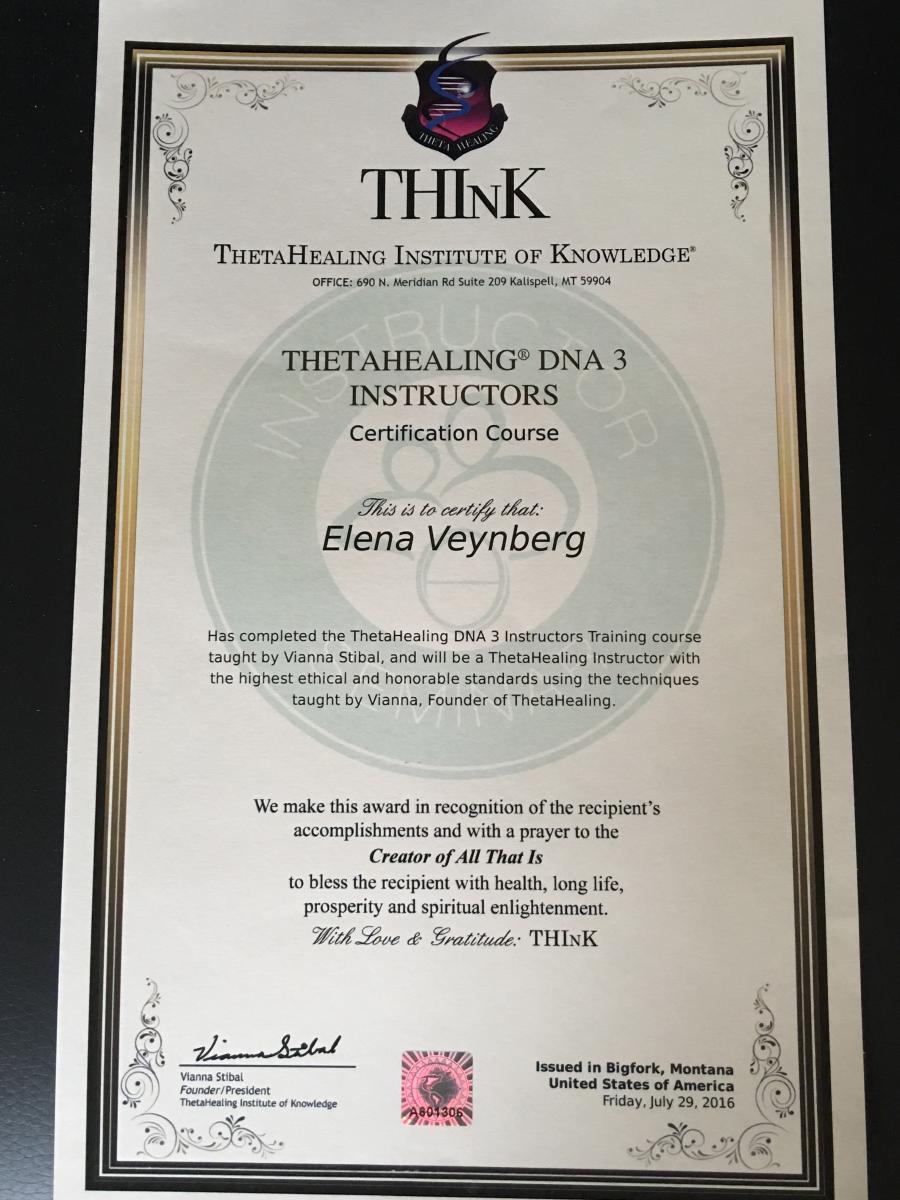 THETA HEALING
THInK
THETAHEALING INSTITUTE OF KNOWLEDGE®
OFFICE: 690 N. Meridian Rd Suite 209 Kalispell, MT 59904
INSTRUCTOR
THETAHEALING® DNA 3
INSTRUCTORS
Certification Course
This is to certify that:
Elena Veynberg
Has completed the ThetaHealing DNA 3 Instructors Training course
taught by Vianna Stibal, and will be a ThetaHealing Instructor with
the highest ethical and honorable standards using the techniques
taught by Vianna, Founder of ThetaHealing.
SEMINAR
We make this award in recognition of the recipient's
accomplishments and with a prayer to the
Creator of All That Is
to bless the recipient with health, long life,
prosperity and spiritual enlightenment.
With Love & Gratitude: THInK
Vianna Stibal
Vianna Stibal
Founder/President
ThetaHealing Institute of Knowledge
A801306
Issued in Bigfork, Montana
United States of America
Friday, July 29, 2016